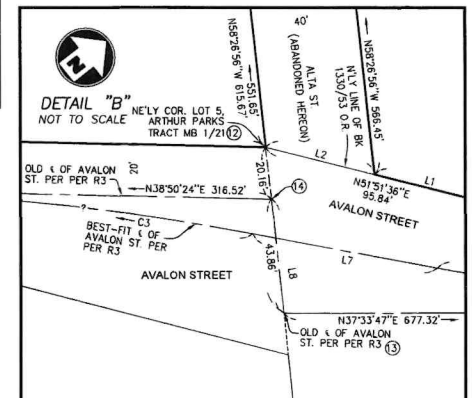 N
DETAIL "B"
NOT TO SCALE
N58°26'56"W 615.67'
551.65'
40'
ALTA ST.
(ABANDONED HEREON)
N58°26'56"W 566.45'
N'LY LINE OF BK
1330/53 O.R.
NE'LY COR. LOT 5,
ARTHUR PARKS
TRACT MB 1/21 12
L2
L1
N51°51'36"E
95.84'
AVALON STREET
OLD ℄ OF AVALON
ST. PER PER R3
20'
20.16'
14
N38°50'24"E 316.52'
C3
BEST-FIT ℄ OF
AVALON ST. PER
PER R3
43.86'
L8
L7
AVALON STREET
N37°33'47"E 677.32'
OLD ℄ OF AVALON
ST. PER PER R3 13